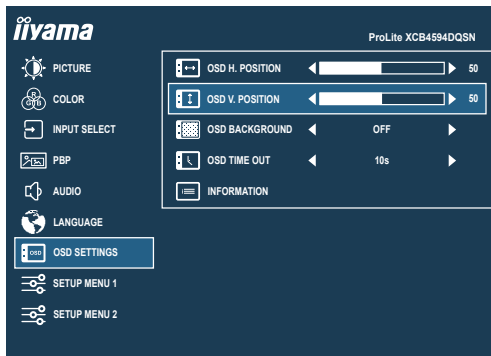 iiyama
ProLite XCB4594DQSN
PICTURE
COLOR
INPUT SELECT
PBP
AUDIO
LANGUAGE
OSD SETTINGS
SETUP MENU 1
SETUP MENU 2
OSD H. POSITION 50
OSD V. POSITION 50
OSD BACKGROUND OFF
OSD TIME OUT 10s
INFORMATION
R
G B
OSD